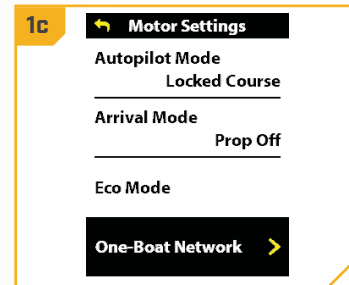 1c
Motor Settings
Autopilot Mode
Locked Course
Arrival Mode
Prop Off
Eco Mode
One-Boat Network